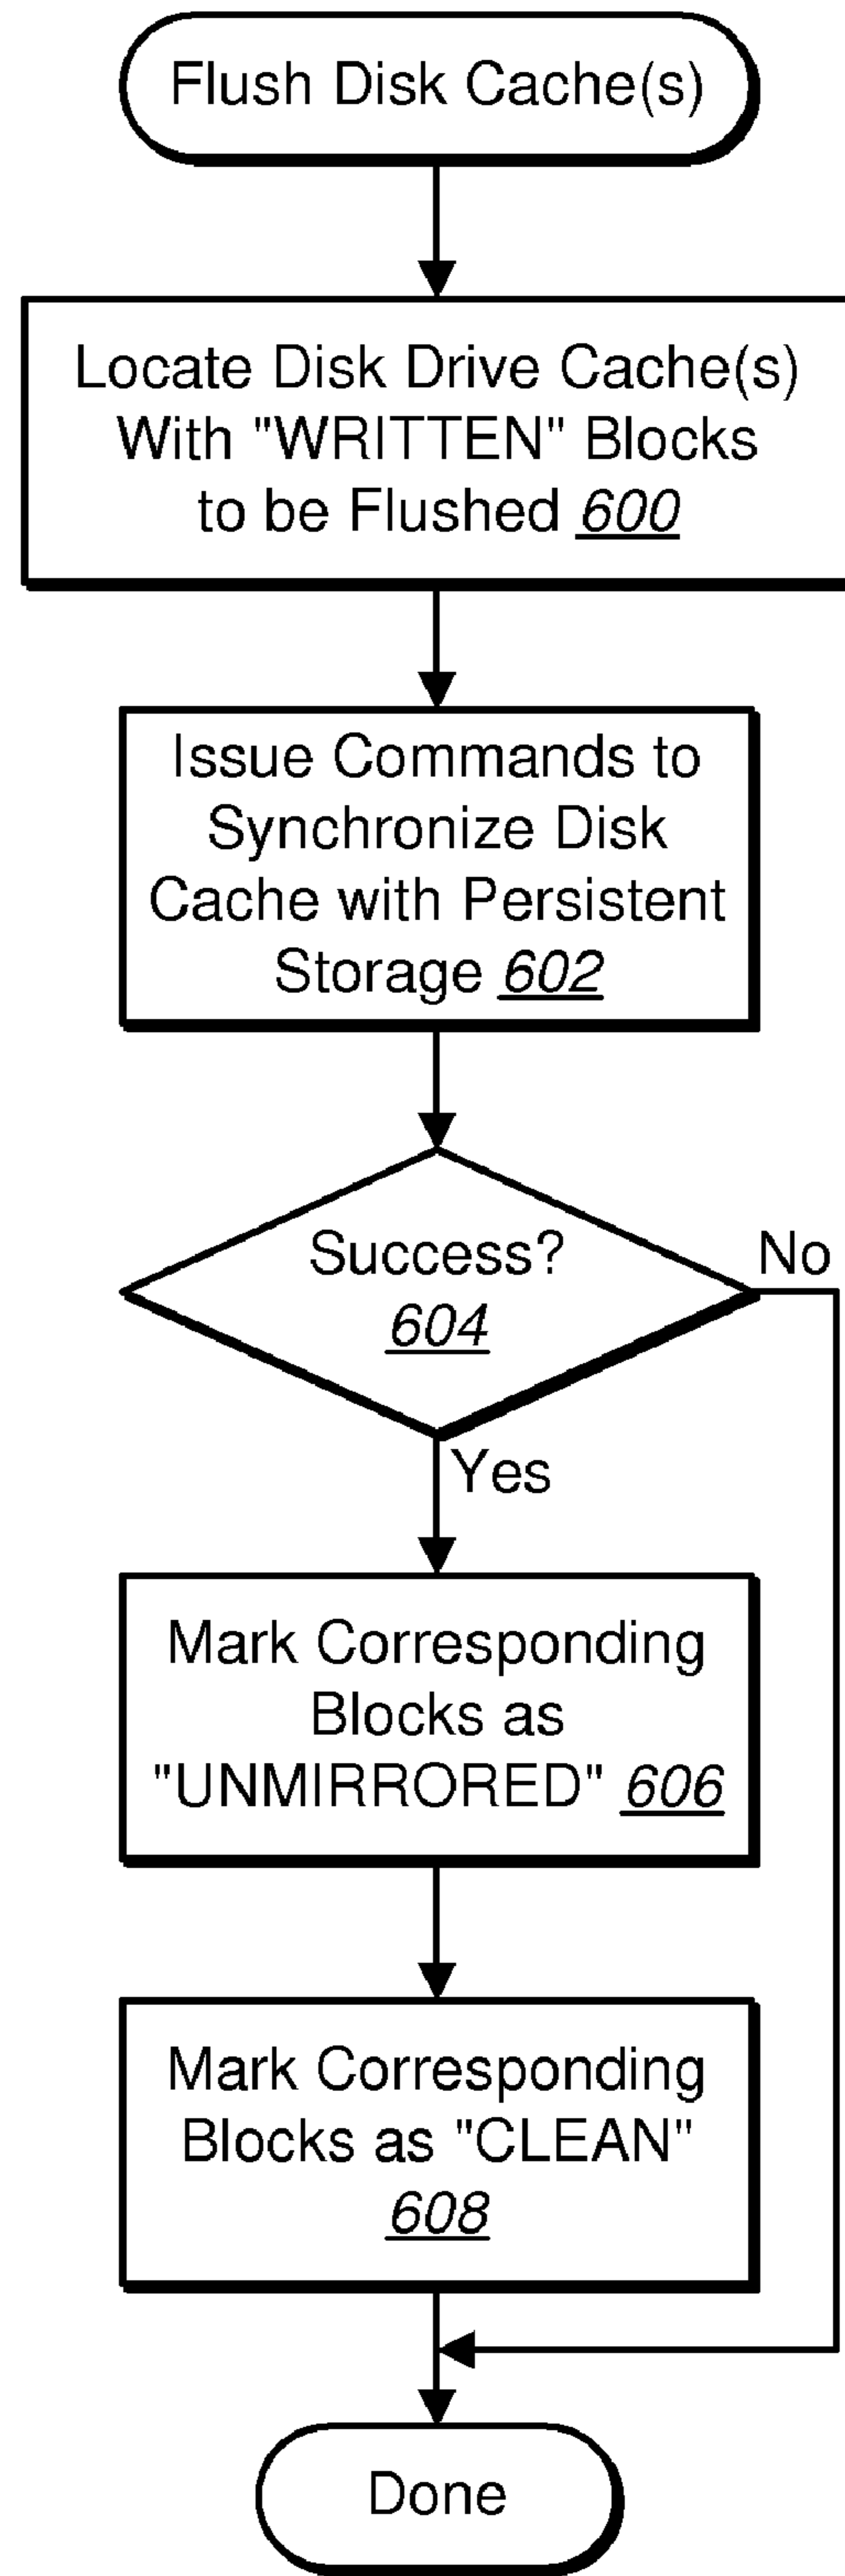 Flush Disk Cache(s)
Locate Disk Drive Cache(s)
With "WRITTEN" Blocks
to be Flushed 600
Issue Commands to
Synchronize Disk
Cache with Persistent
Storage 602
Success?
604
No
Yes
Mark Corresponding
Blocks as
"UNMIRRORED" 606
Mark Corresponding
Blocks as "CLEAN"
608
Done